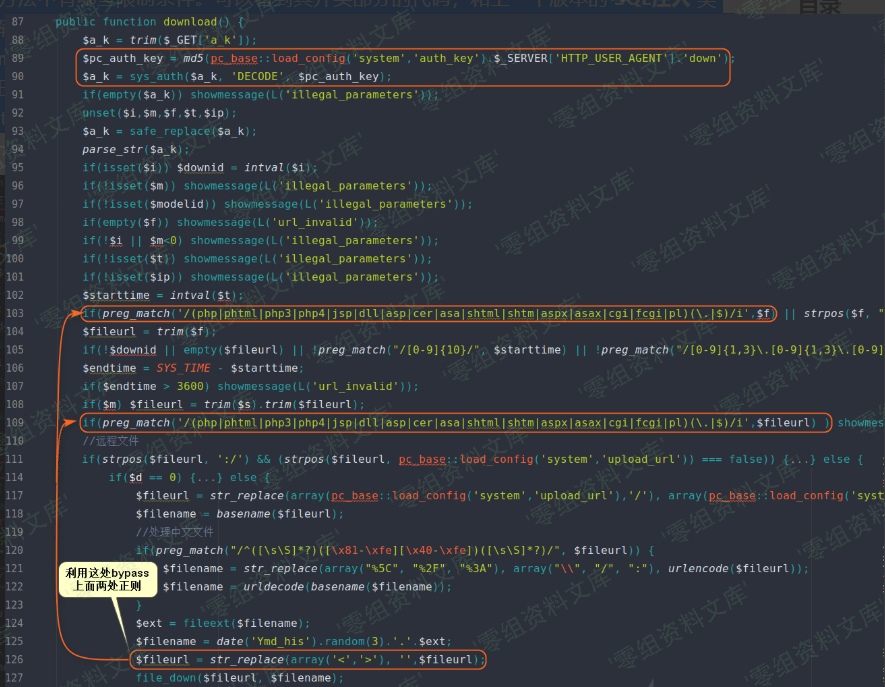 87 public function download() {
88 $a_k = trim($_GET['a_k']);
89 $pc_auth_key = md5(pc_base::load_config('system','auth_key').$_SERVER['HTTP_USER_AGENT'].'down');
90 $a_k = sys_auth($a_k, 'DECODE', $pc_auth_key);
91 if(empty($a_k)) showmessage(L('illegal_parameters'));
92 unset($i,$m,$f,$t,$ip);
93 $a_k = safe_replace($a_k);
94 parse_str($a_k);
95 if(isset($i)) $downid = intval($i);
96 if(!isset($m)) showmessage(L('illegal_parameters'));
97 if(!isset($modelid)) showmessage(L('illegal_parameters'));
98 if(empty($f)) showmessage(L('url_invalid'));
99 if(!$i || $m<0) showmessage(L('illegal_parameters'));
100 if(!isset($t)) showmessage(L('illegal_parameters'));
101 if(!isset($ip)) showmessage(L('illegal_parameters'));
102 $starttime = intval($t);
103 if(preg_match('/(php|phtml|php3|php4|jsp|dll|asp|cer|asa|shtml|shtm|aspx|asax|cgi|fcgi|pl)(\.|$)/i',$f) || strpos($f, "
104 $fileurl = trim($f);
105 if(!$downid || empty($fileurl) || !preg_match("/[0-9]{10}/", $starttime) || !preg_match("/[0-9]{1,3}\.[0-9]{1,3}\.[0-9]
106 $endtime = SYS_TIME - $starttime;
107 if($endtime > 3600) showmessage(L('url_invalid'));
108 if($m) $fileurl = trim($s).trim($fileurl);
109 if(preg_match('/(php|phtml|php3|php4|jsp|dll|asp|cer|asa|shtml|shtm|aspx|asax|cgi|fcgi|pl)(\.|$)/i',$fileurl) ) showme
110 //远程文件
111 if(strpos($fileurl, ':/') && (strpos($fileurl, pc_base::load_config('system','upload_url')) === false)) {...} else {
114 if($d == 0) {...} else {
117 $fileurl = str_replace(array(pc_base::load_config('system','upload_url'),'/'), array(pc_base::load_config('syst
118 $filename = basename($fileurl);
119 //处理中文文件
120 if(preg_match("/^([\s\S]*?)([\x81-\xfe][\x40-\xfe])([\s\S]*?)/", $fileurl)) {
121 $filename = str_replace(array("%5C", "%2F", "%3A"), array("\\", "/", ":"), urlencode($fileurl));
122 $filename = urldecode(basename($filename));
123 }
124 $ext = fileext($filename);
125 $filename = date('Ymd_his').random(3).'.'.$ext;
126 $fileurl = str_replace(array('<','>'), '',$fileurl);
127 file_down($fileurl, $filename);
利用这处bypass
上面两处正则
'零组资料文库'